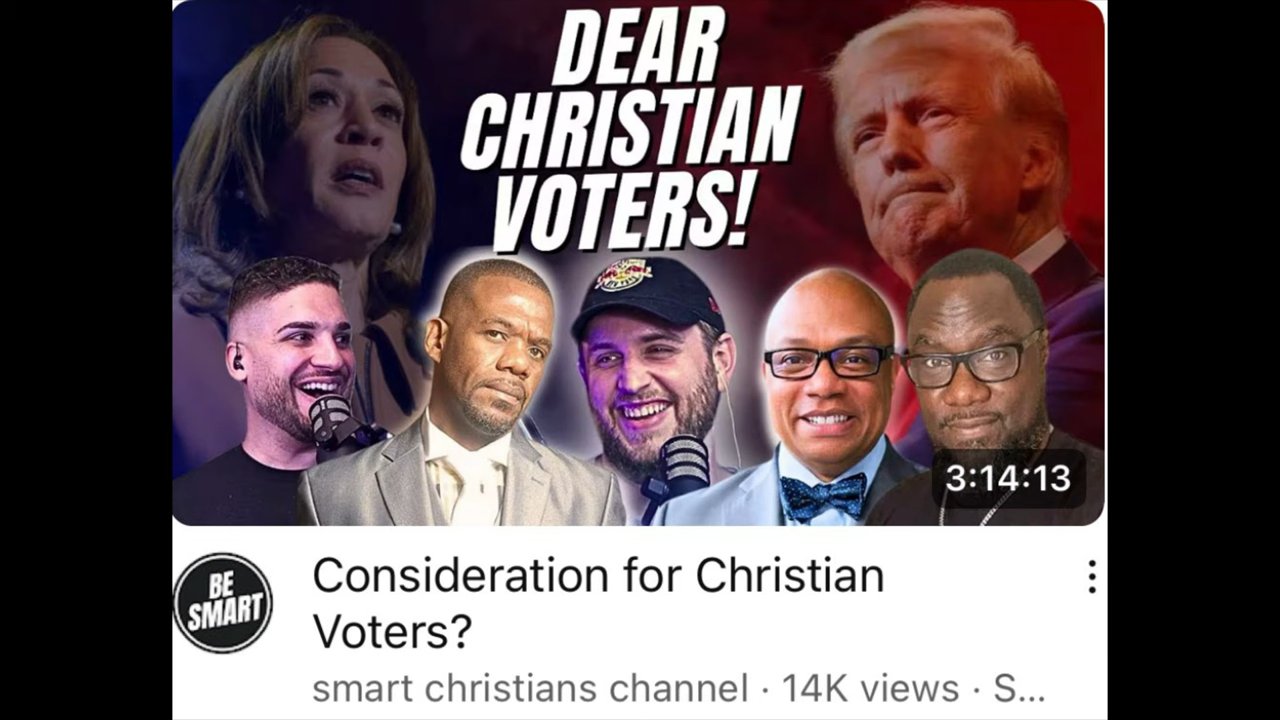 DEAR
CHRISTIAN
VOTERS!
3:14:13
BE
SMART
Consideration for Christian
Voters?
smart christians channel · 14K views · S...